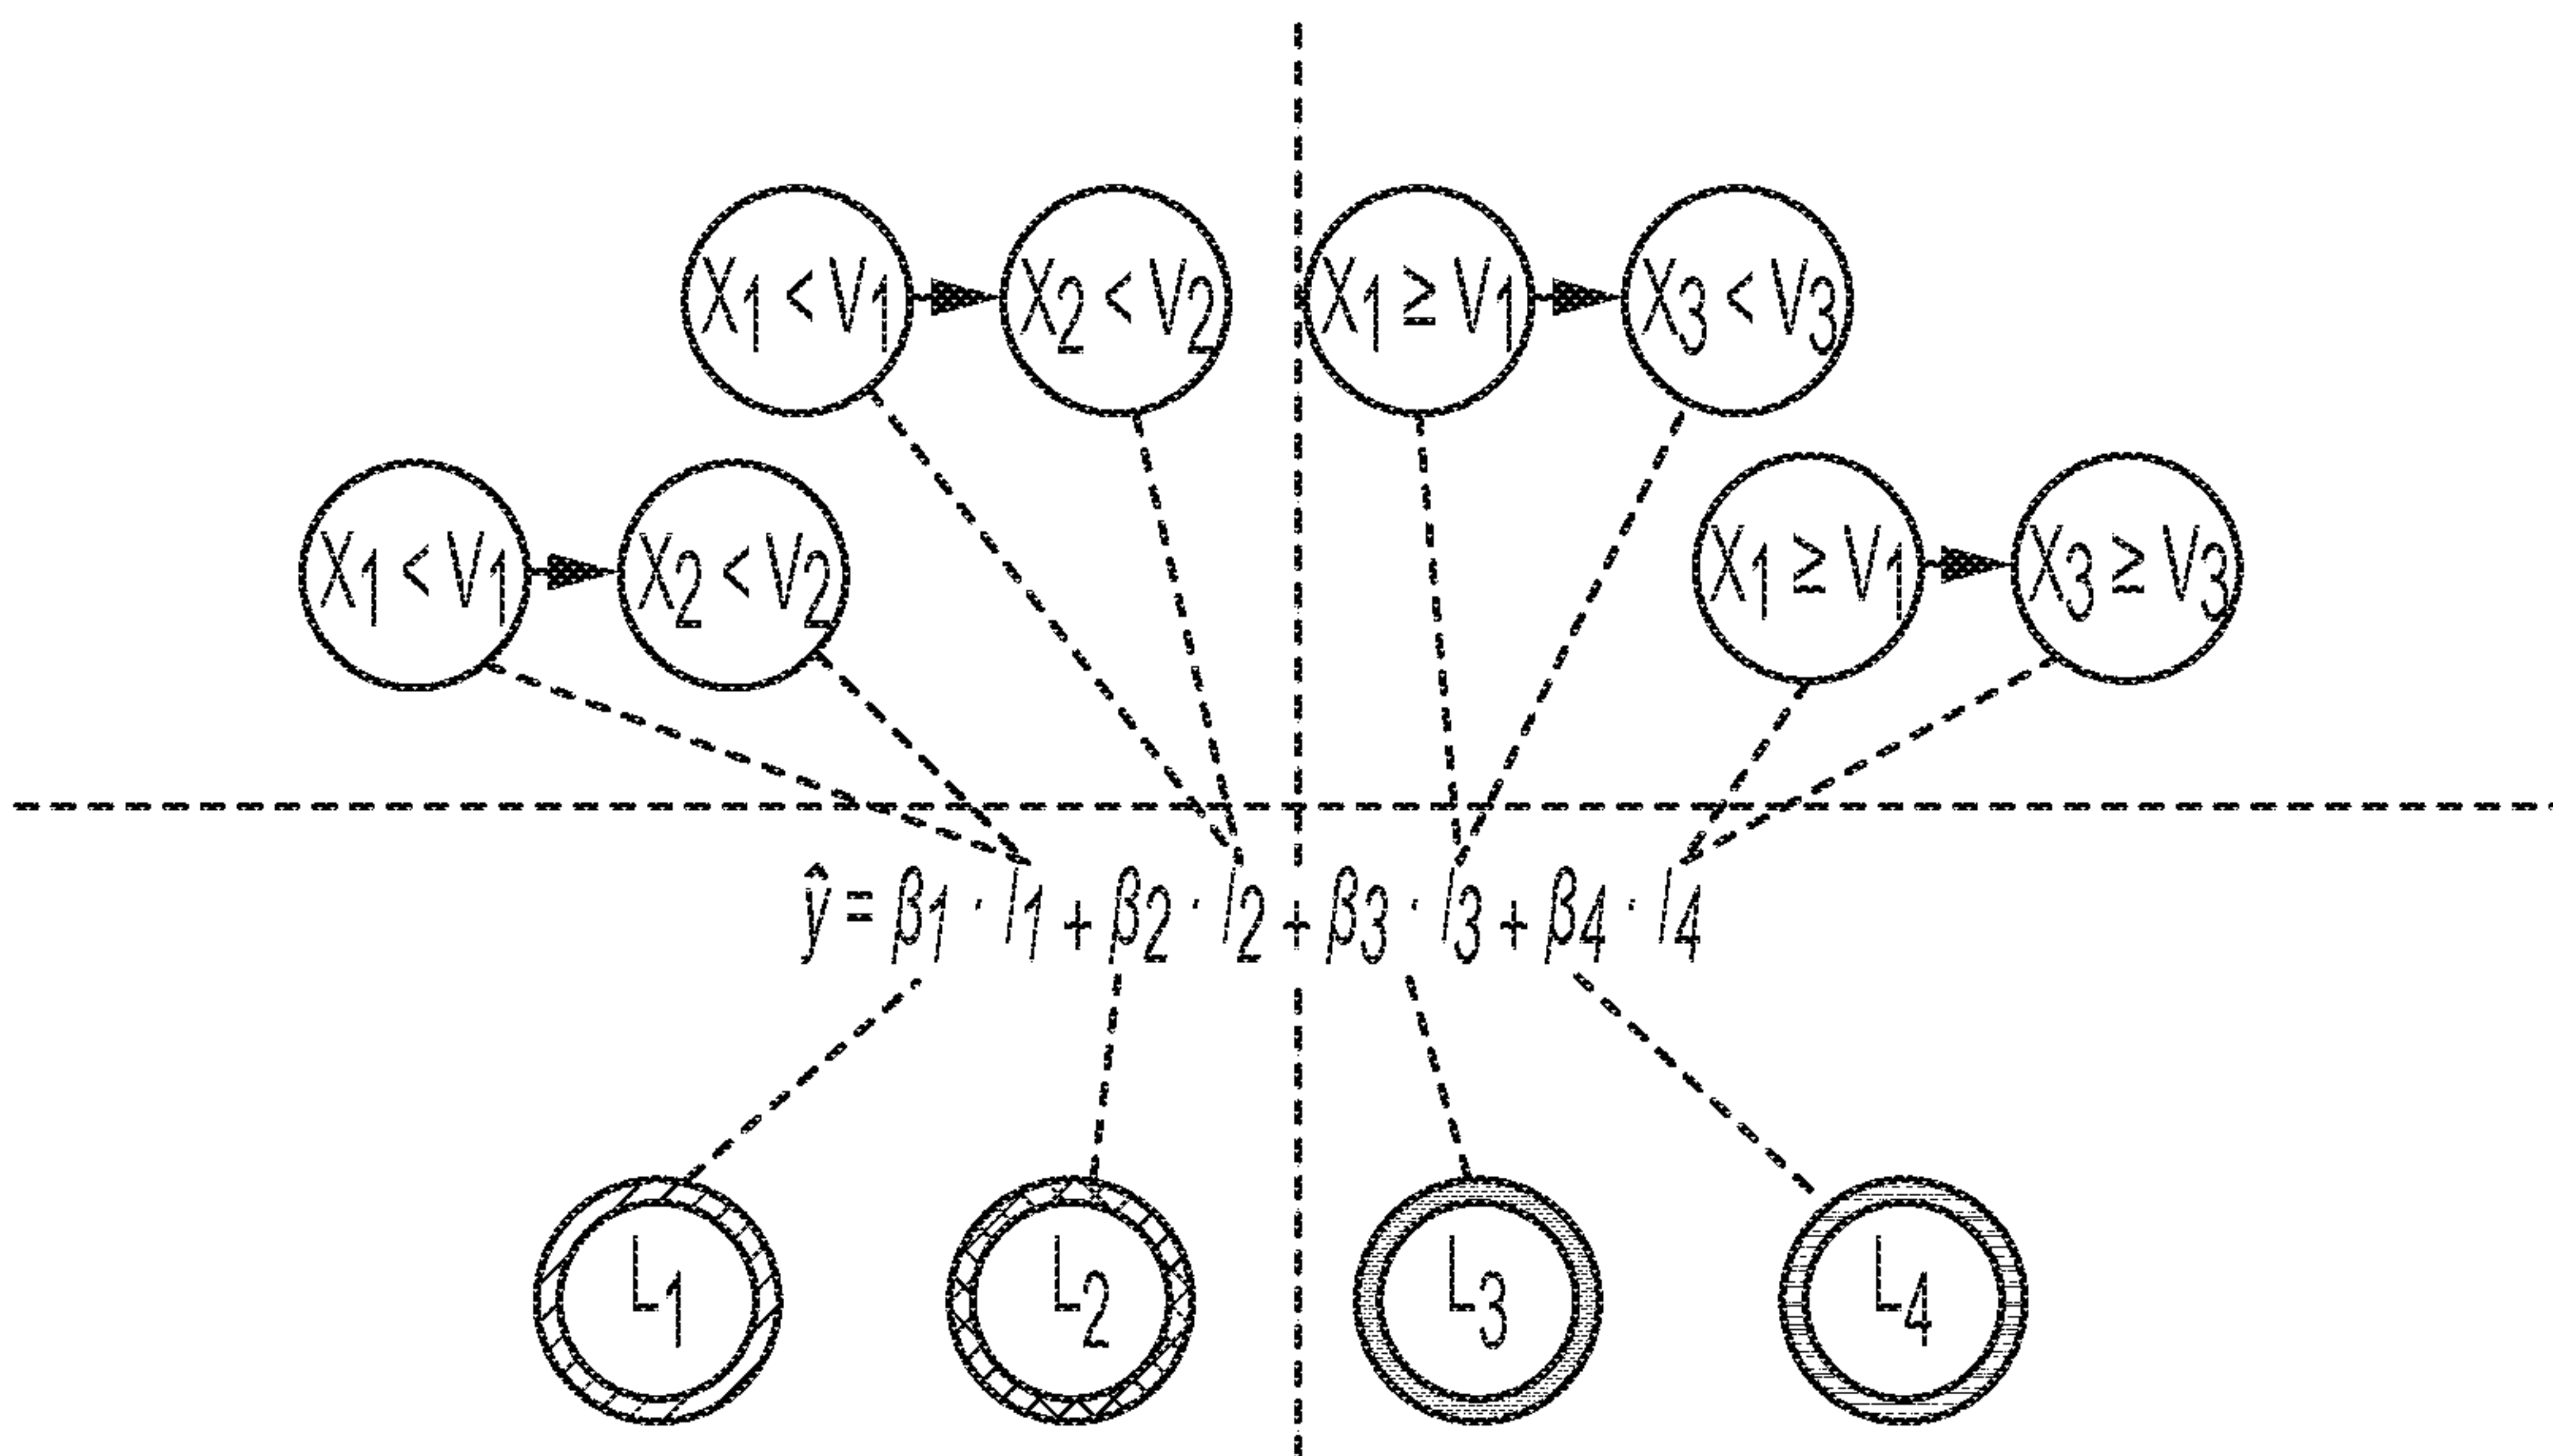 X1 < V1 X2 < V2 X1 ≥ V1 X3 < V3
X1 < V1 X2 < V2 X1 ≥ V1 X3 ≥ V3
ŷ = β1 · I1 + β2 · I2 + β3 · I3 + β4 · I4
L1 L2 L3 L4